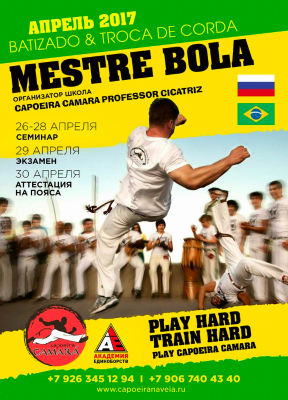 АПРЕЛЬ 2017
BATIZADO & TROCA DE CORDA
MESTRE BOLA
ОРГАНИЗАТОР ШКОЛА
CAPOEIRA CAMARA PROFESSOR CICATRIZ
26-28 АПРЕЛЯ
СЕМИНАР
29 АПРЕЛЯ
ЭКЗАМЕН
30 АПРЕЛЯ
АТТЕСТАЦИЯ
НА ПОЯСА
capoeira
CAMARA
АКАДЕМИЯ
ЕДИНОБОРСТВ
PLAY HARD
TRAIN HARD
PLAY CAPOEIRA CAMARA
+7 926 345 12 94 | +7 906 740 43 40
www.capoeiranaveia.ru